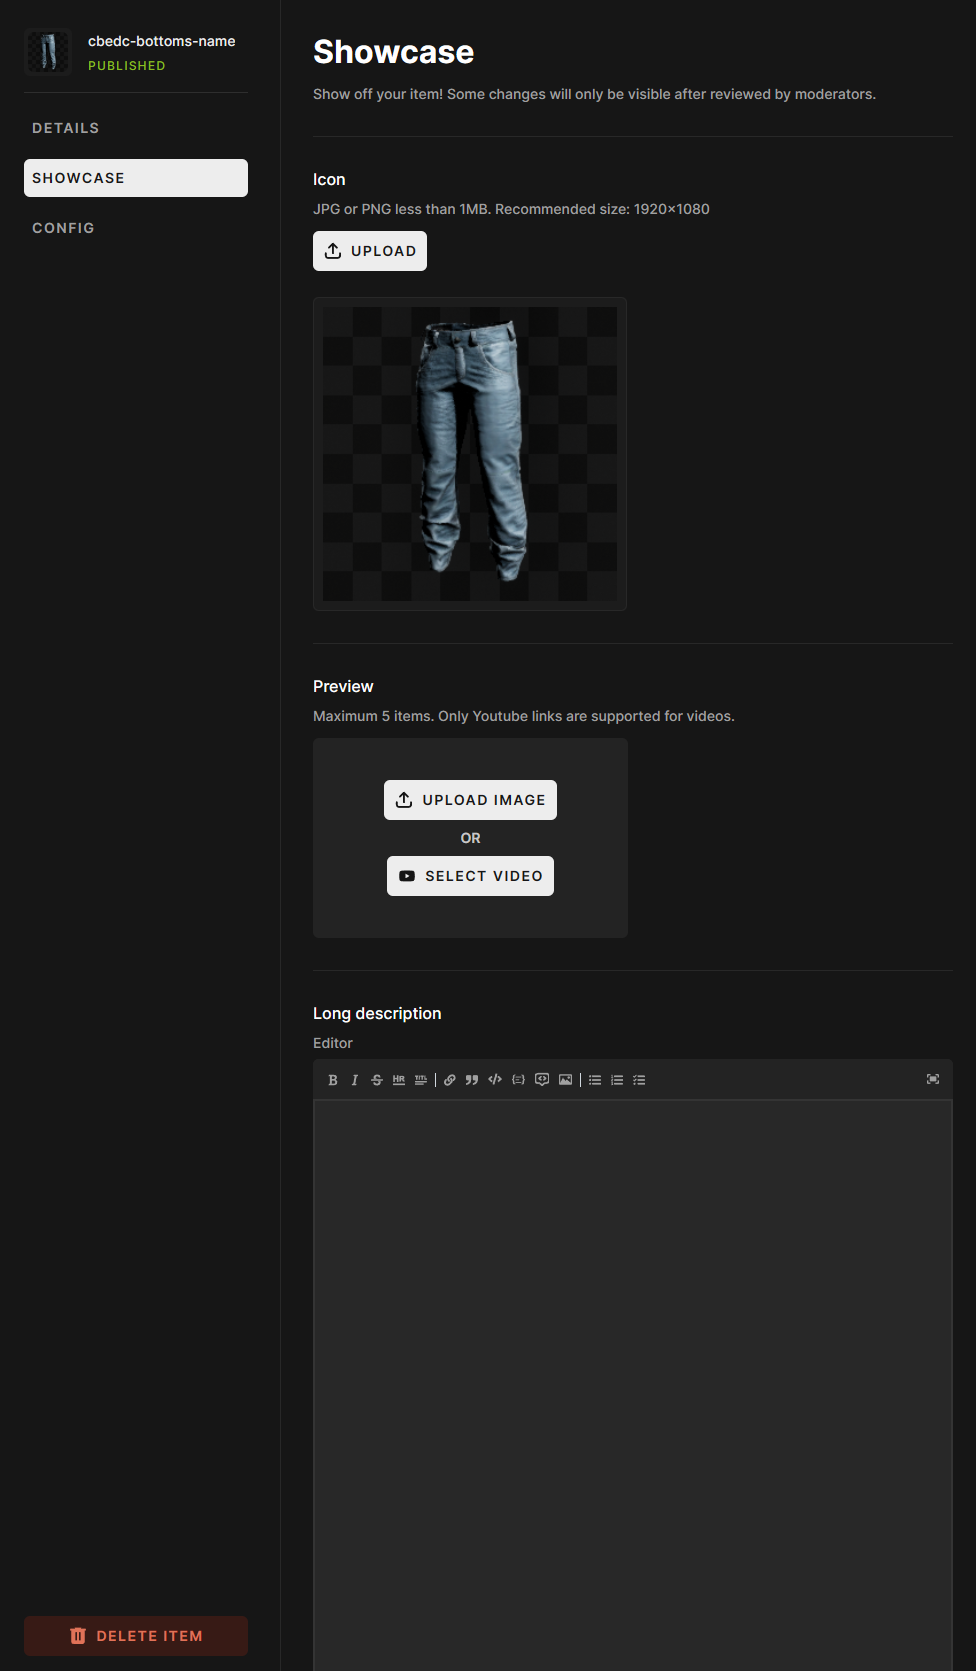 cbedc-bottoms-name
PUBLISHED
DETAILS
SHOWCASE
CONFIG
DELETE ITEM
Showcase
Show off your item! Some changes will only be visible after reviewed by moderators.
Icon
JPG or PNG less than 1MB. Recommended size: 1920×1080
UPLOAD
Preview
Maximum 5 items. Only Youtube links are supported for videos.
UPLOAD IMAGE
OR
SELECT VIDEO
Long description
Editor
B I S HR TITL